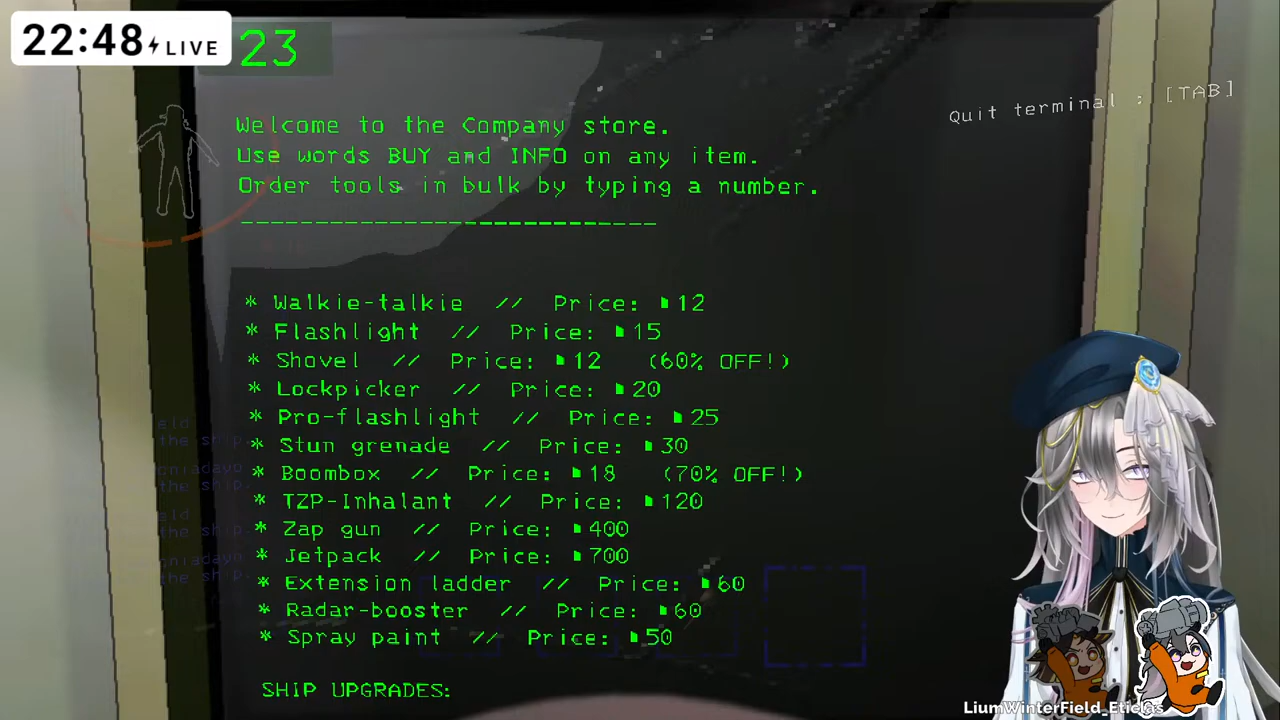 22:48 LIVE
23
Quit terminal : [TAB]
Welcome to the Company store.
Use words BUY and INFO on any item.
Order tools in bulk by typing a number.
----------------------------
* Walkie-talkie // Price: ▮12
* Flashlight // Price: ▮15
* Shovel // Price: ▮12 (60% OFF!)
* Lockpicker // Price: ▮20
* Pro-flashlight // Price: ▮25
* Stun grenade // Price: ▮30
* Boombox // Price: ▮18 (70% OFF!)
* TZP-Inhalant // Price: ▮120
* Zap gun // Price: ▮400
* Jetpack // Price: ▮700
* Extension ladder // Price: ▮60
* Radar-booster // Price: ▮60
* Spray paint // Price: ▮50
SHIP UPGRADES: